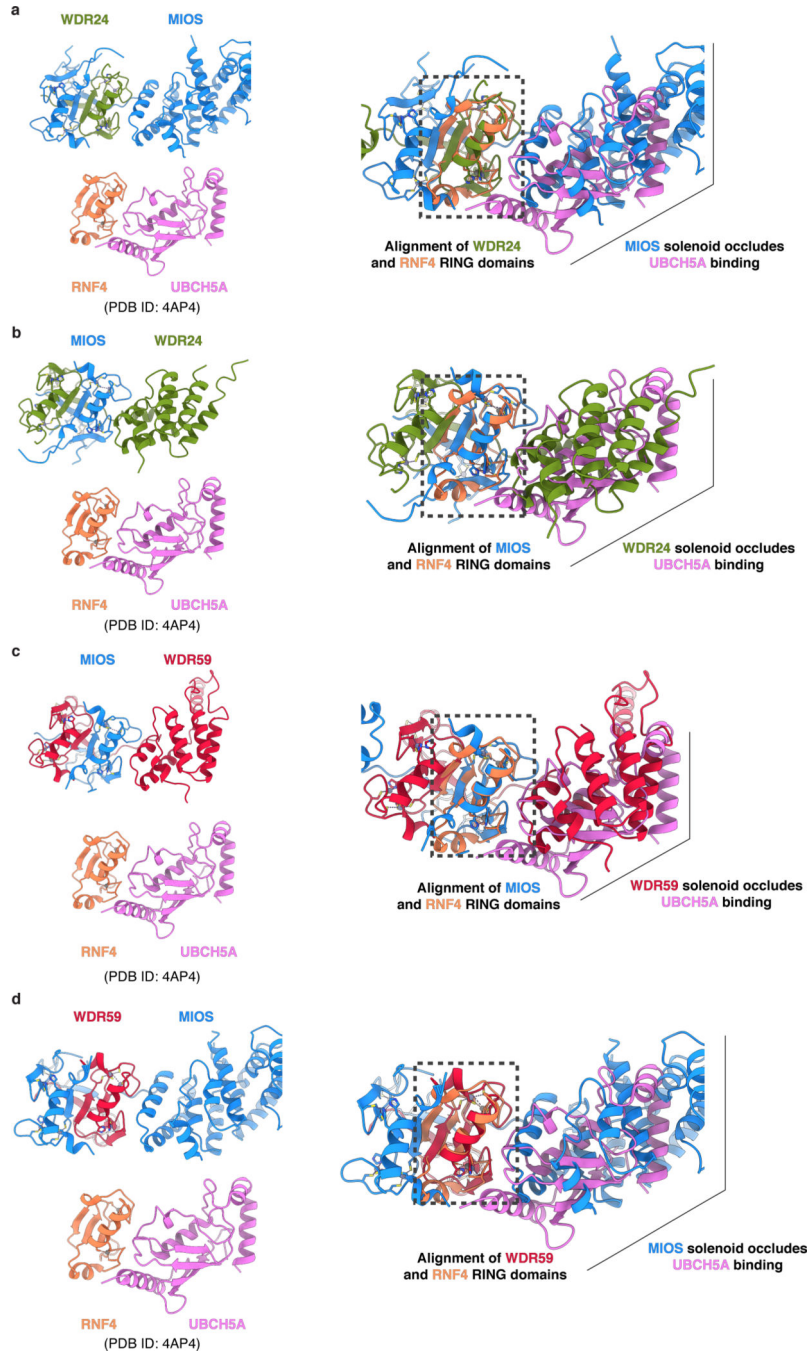 a
WDR24 MIOS
RNF4 UBCH5A
(PDB ID: 4AP4)
Alignment of WDR24
and RNF4 RING domains
MIOS solenoid occludes
UBCH5A binding
b
MIOS WDR24
RNF4 UBCH5A
(PDB ID: 4AP4)
Alignment of MIOS
and RNF4 RING domains
WDR24 solenoid occludes
UBCH5A binding
c
MIOS WDR59
RNF4 UBCH5A
(PDB ID: 4AP4)
Alignment of MIOS
and RNF4 RING domains
WDR59 solenoid occludes
UBCH5A binding
d
WDR59 MIOS
RNF4 UBCH5A
(PDB ID: 4AP4)
Alignment of WDR59
and RNF4 RING domains
MIOS solenoid occludes
UBCH5A binding